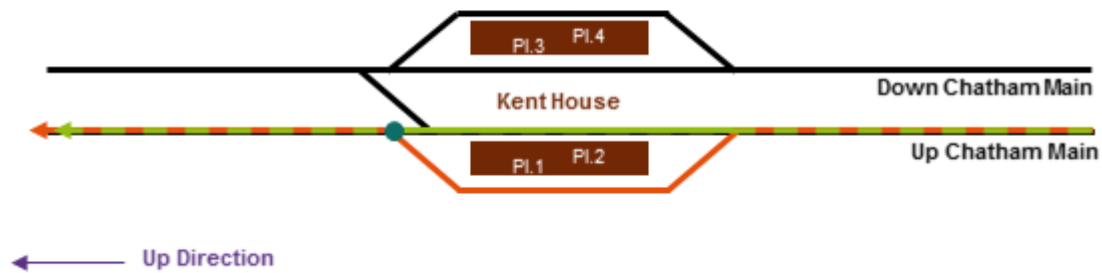 Pl.3 Pl.4
Down Chatham Main
Kent House
Up Chatham Main
Pl.1 Pl.2
Up Direction